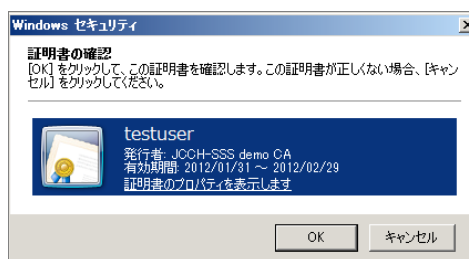 Windows セキュリティ
証明書の確認
[OK] をクリックして、この証明書を確認します。この証明書が正しくない場合、[キャン
セル] をクリックしてください。
testuser
発行者: JCCH-SSS demo CA
有効期間: 2012/01/31 ～ 2012/02/29
証明書のプロパティを表示します
OK キャンセル